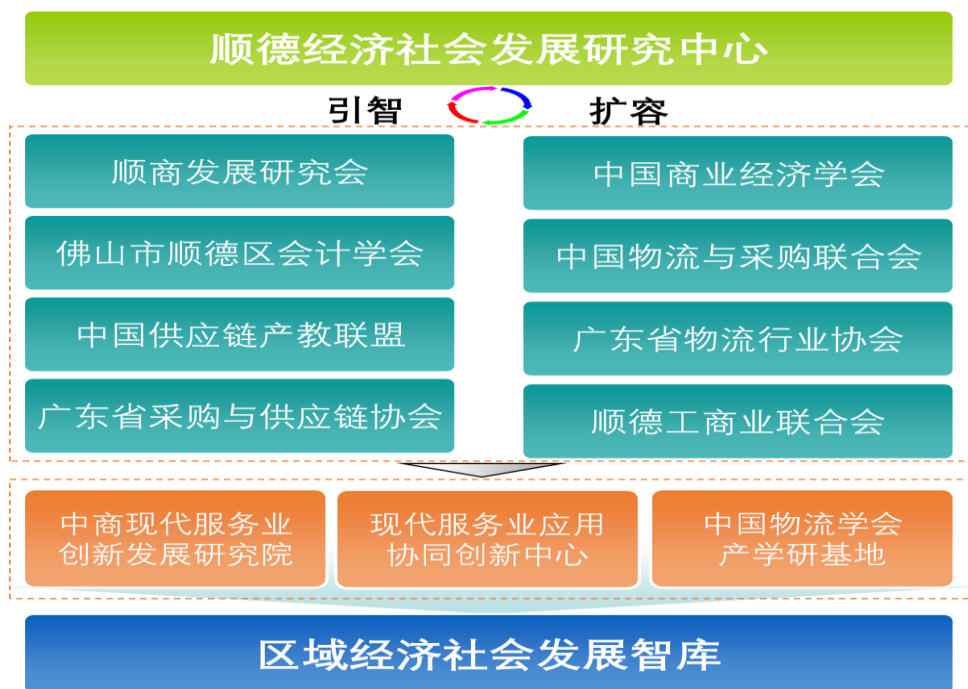 顺德经济社会发展研究中心
引智 扩容
顺商发展研究会
中国商业经济学会
佛山市顺德区会计学会
中国物流与采购联合会
中国供应链产教联盟
广东省物流行业协会
广东省采购与供应链协会
顺德工商业联合会
中商现代服务业
创新发展研究院
现代服务业应用
协同创新中心
中国物流学会
产学研基地
区域经济社会发展智库